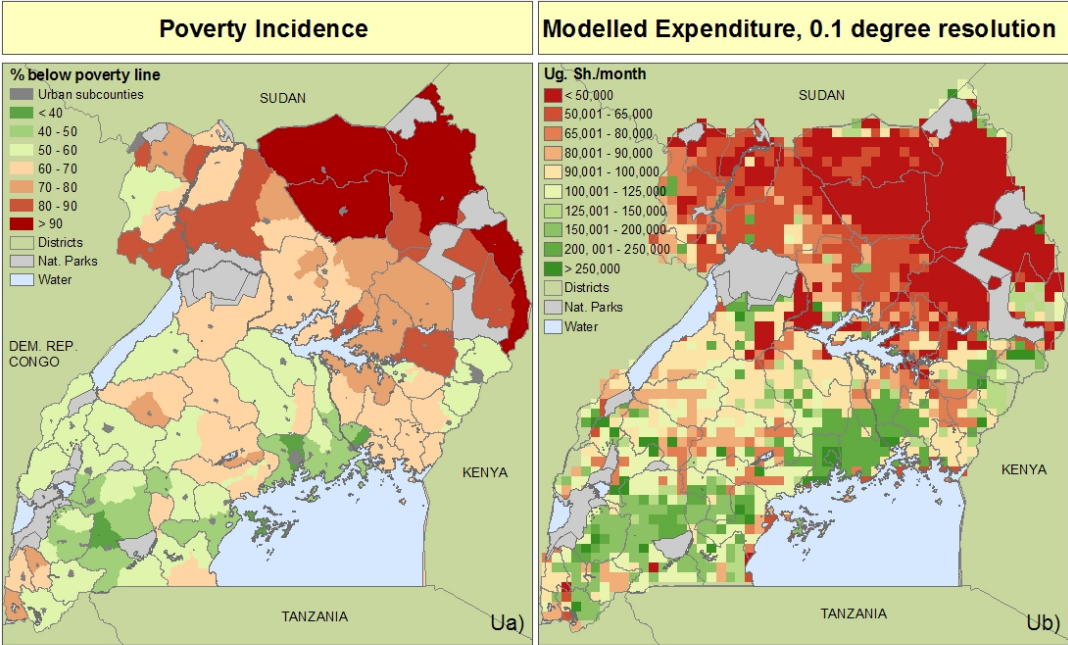 Poverty Incidence
% below poverty line
Urban subcounties
< 40
40 - 50
50 - 60
60 - 70
70 - 80
80 - 90
> 90
Districts
Nat. Parks
Water
SUDAN
DEM. REP.
CONGO
KENYA
TANZANIA
Ua)
Modelled Expenditure, 0.1 degree resolution
Ug. Sh./month
< 50,000
50,001 - 65,000
65,001 - 80,000
80,001 - 90,000
90,001 - 100,000
100,001 - 125,000
125,001 - 150,000
150,001 - 200,000
200, 001 - 250,000
> 250,000
Districts
Nat. Parks
Water
SUDAN
KENYA
TANZANIA
Ub)